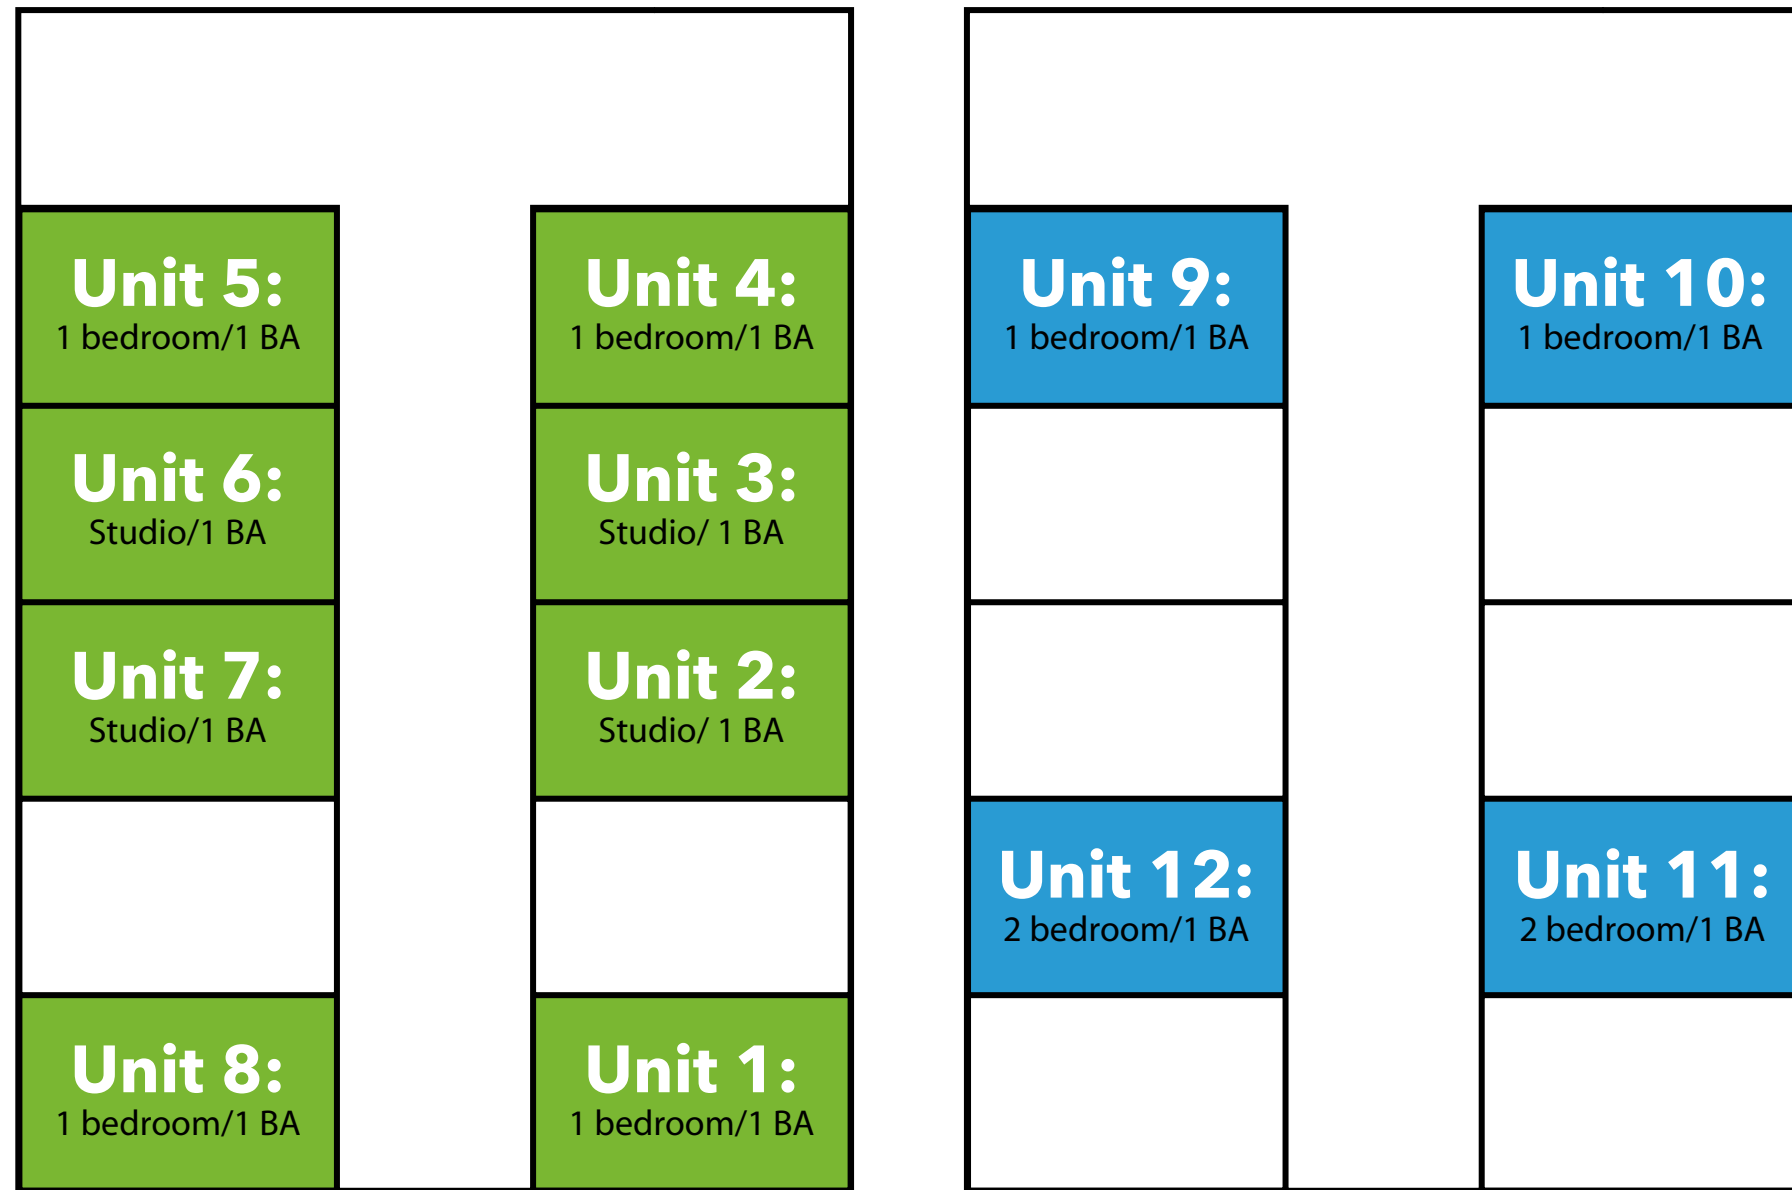 Unit 5:
1 bedroom/1 BA
Unit 4:
1 bedroom/1 BA
Unit 9:
1 bedroom/1 BA
Unit 10:
1 bedroom/1 BA
Unit 6:
Studio/1 BA
Unit 3:
Studio/ 1 BA
Unit 7:
Studio/1 BA
Unit 2:
Studio/ 1 BA
Unit 12:
2 bedroom/1 BA
Unit 11:
2 bedroom/1 BA
Unit 8:
1 bedroom/1 BA
Unit 1:
1 bedroom/1 BA